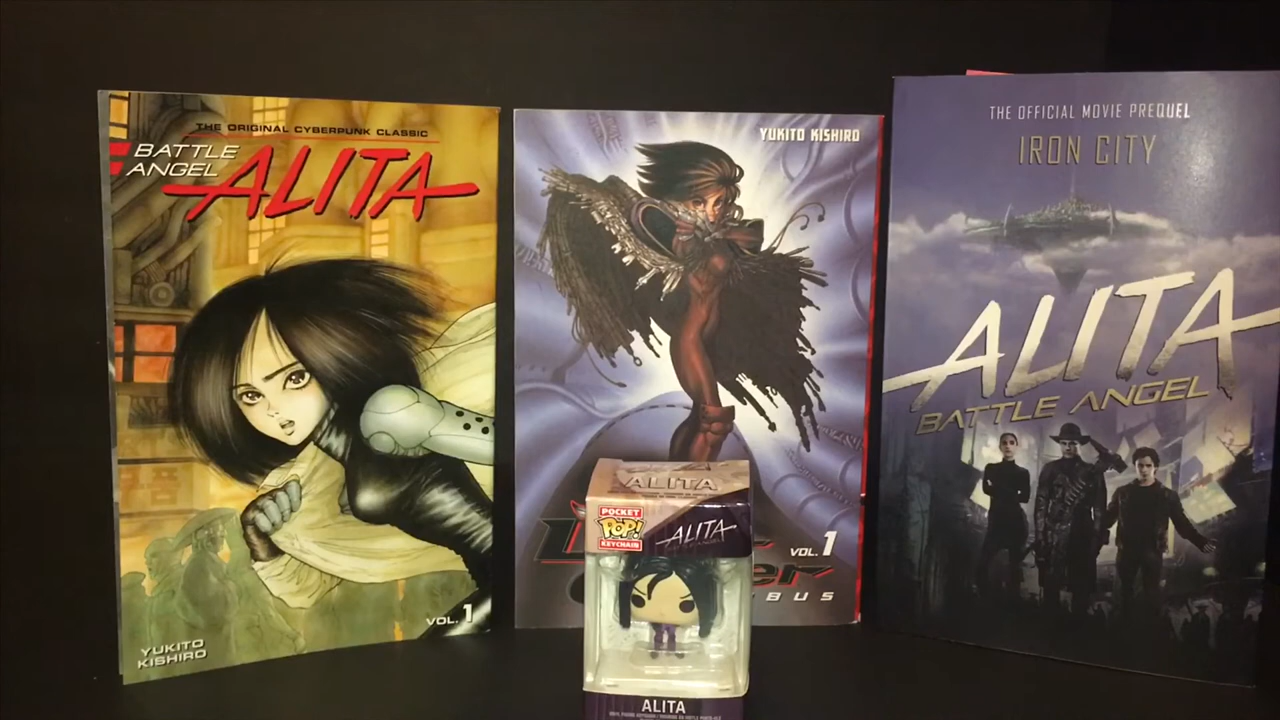 THE ORIGINAL CYBERPUNK CLASSIC
BATTLE
ANGEL
ALITA
VOL. 1
YUKITO
KISHIRO
YUKITO KISHIRO
VOL. 1
BUS
THE OFFICIAL MOVIE PREQUEL
IRON CITY
ALITA
BATTLE ANGEL
ALITA
POCKET
POP!
KEYCHAIN
ALITA
ALITA